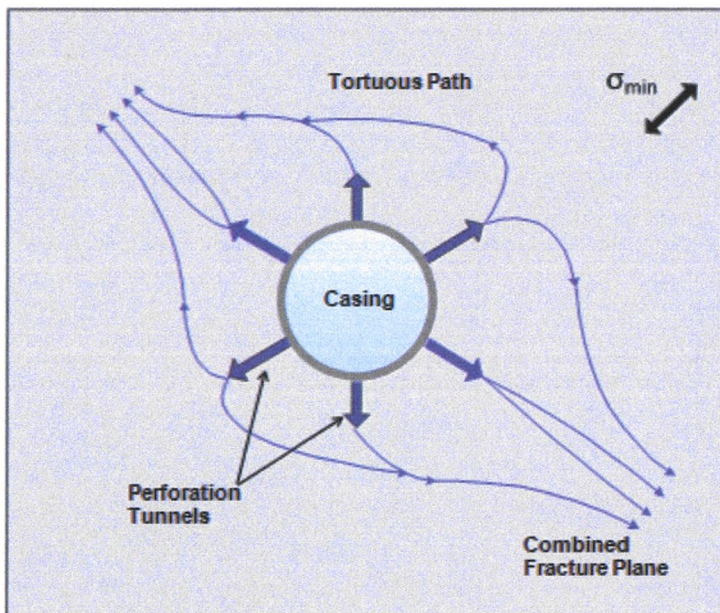 Tortuous Path
σmin
Casing
Perforation
Tunnels
Combined
Fracture Plane